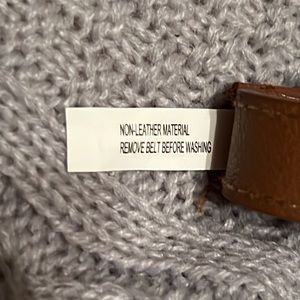 NON-LEATHER MATERIAL
REMOVE BELT BEFORE WASHING